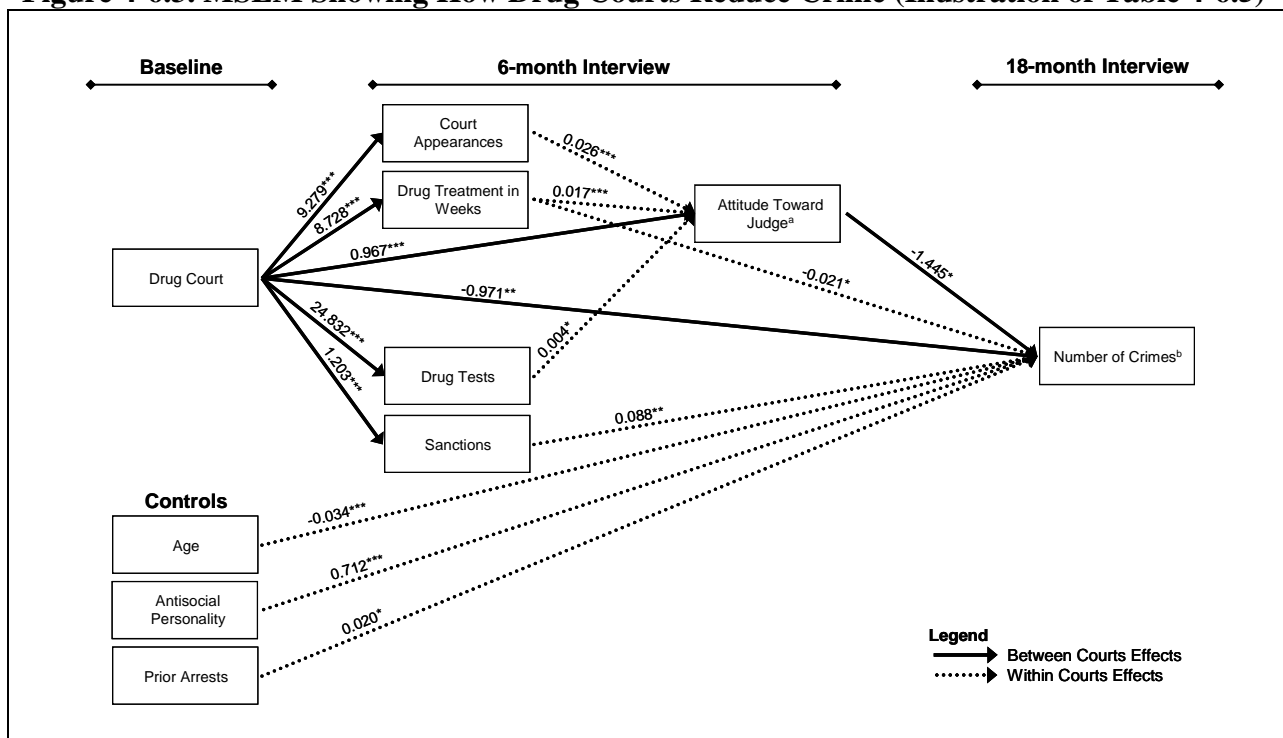 Figure 4-6.3. MSEM Showing How Drug Courts Reduce Crime (Illustration of Table 4-6.3)
Baseline
6-month Interview
18-month Interview
Court
Appearances
0.026***
9.279***
Drug Treatment in
Weeks
0.017***
8.728***
Attitude Toward
Judgeᵃ
0.967***
Drug Court
-0.021*
-1.445*
-0.971**
24.832***
0.004*
1.203***
Drug Tests
Number of Crimesᵇ
Sanctions
0.088**
Controls
Age
-0.034***
Antisocial
Personality
0.712***
Prior Arrests
0.020*
Legend
Between Courts Effects
Within Courts Effects